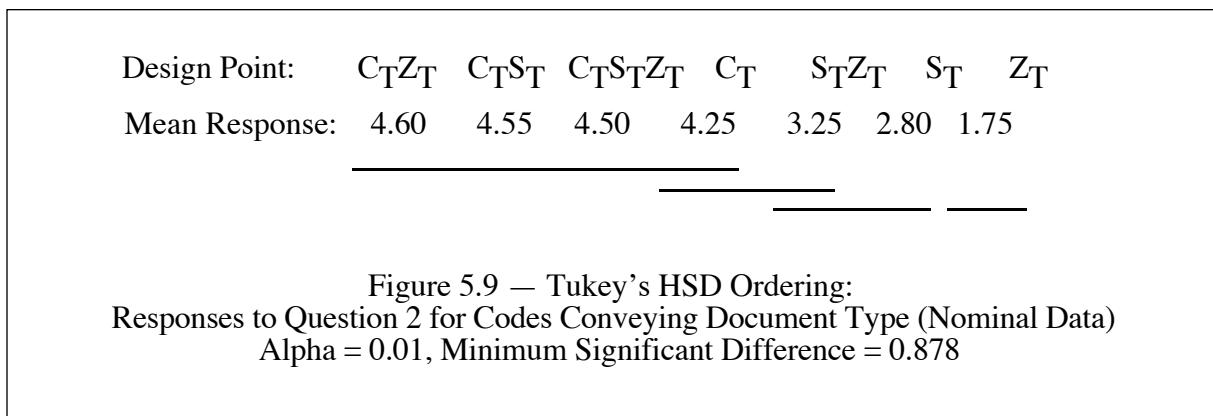 Design Point: CTZT CTST CTSTZT CT STZT ST ZT
Mean Response: 4.60 4.55 4.50 4.25 3.25 2.80 1.75
Figure 5.9 — Tukey’s HSD Ordering:
Responses to Question 2 for Codes Conveying Document Type (Nominal Data)
Alpha = 0.01, Minimum Significant Difference = 0.878